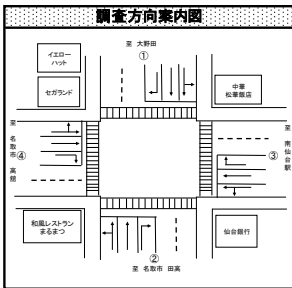 調査方向案内図
至 大野田
①
イエロー
ハット
セガランド
中華
松華飯店
至 名取市 高舘
④
③
至 南仙台駅
和風レストラン
まるまつ
仙台銀行
②
至 名取市 田高